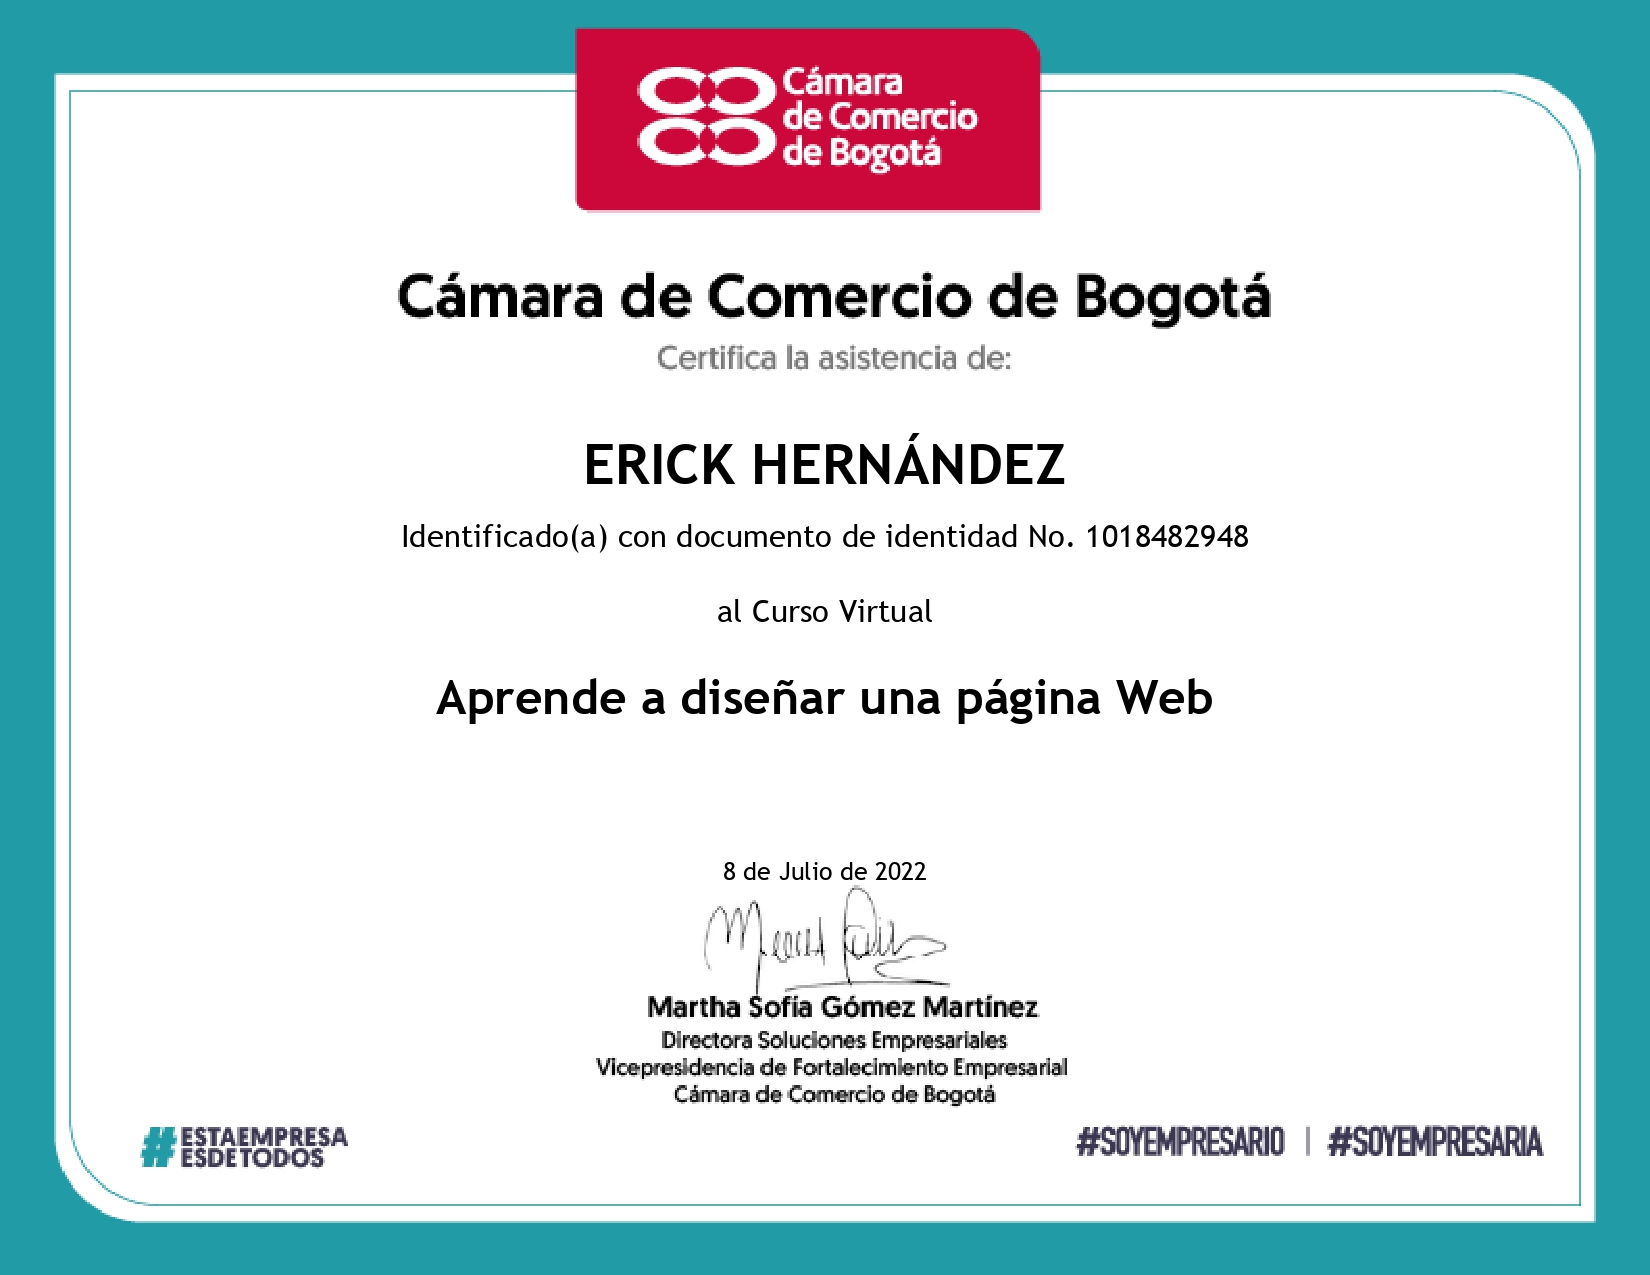 Cámara
de Comercio
de Bogotá
Cámara de Comercio de Bogotá
Certifica la asistencia de:
ERICK HERNÁNDEZ
Identificado(a) con documento de identidad No. 1018482948
al Curso Virtual
Aprende a diseñar una página Web
8 de Julio de 2022
Martha Sofía Gómez Martínez
Directora Soluciones Empresariales
Vicepresidencia de Fortalecimiento Empresarial
Cámara de Comercio de Bogotá
#ESTAEMPRESA
ESDETODOS
#SOYEMPRESARIO | #SOYEMPRESARIA